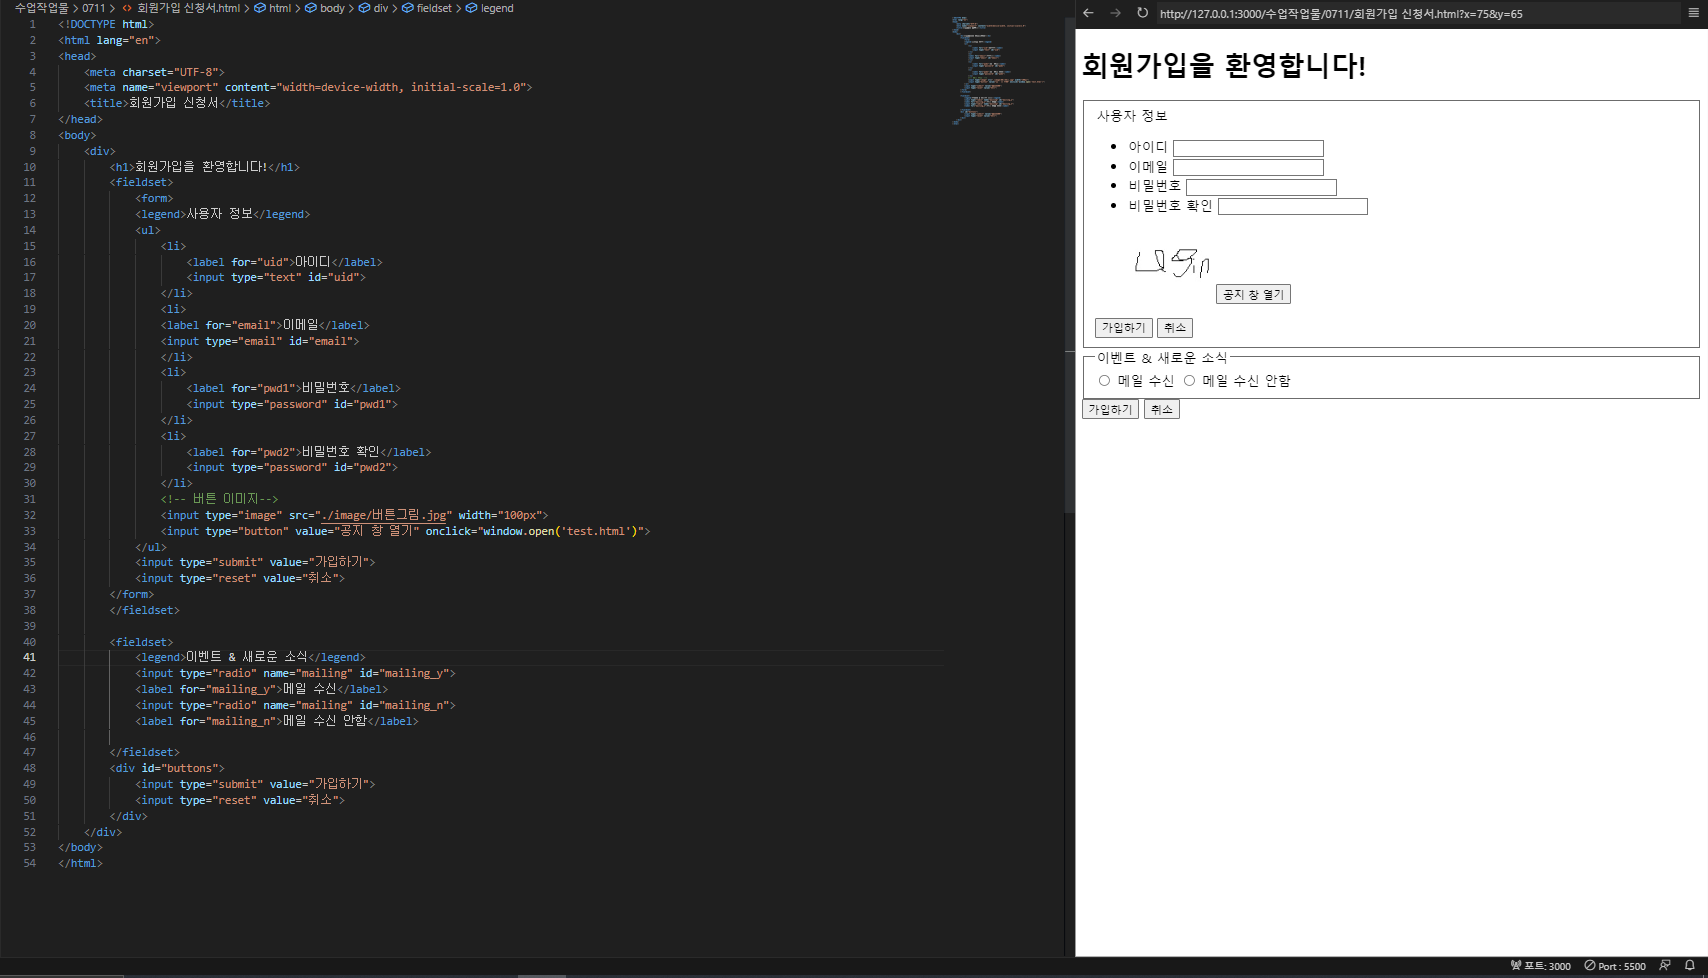 수업작업물 > 0711 > <> 회원가입 신청서.html > html > body > div > fieldset > legend
1 <!DOCTYPE html>
2 <html lang="en">
3 <head>
4 <meta charset="UTF-8">
5 <meta name="viewport" content="width=device-width, initial-scale=1.0">
6 <title>회원가입 신청서</title>
7 </head>
8 <body>
9 <div>
10 <h1>회원가입을 환영합니다!</h1>
11 <fieldset>
12 <form>
13 <legend>사용자 정보</legend>
14 <ul>
15 <li>
16 <label for="uid">아이디</label>
17 <input type="text" id="uid">
18 </li>
19 <li>
20 <label for="email">이메일</label>
21 <input type="email" id="email">
22 </li>
23 <li>
24 <label for="pwd1">비밀번호</label>
25 <input type="password" id="pwd1">
26 </li>
27 <li>
28 <label for="pwd2">비밀번호 확인</label>
29 <input type="password" id="pwd2">
30 </li>
31 <!-- 버튼 이미지-->
32 <input type="image" src="./image/버튼그림.jpg" width="100px">
33 <input type="button" value="공지 창 열기" onclick="window.open('test.html')">
34 </ul>
35 <input type="submit" value="가입하기">
36 <input type="reset" value="취소">
37 </form>
38 </fieldset>
39
40 <fieldset>
41 <legend>이벤트 & 새로운 소식</legend>
42 <input type="radio" name="mailing" id="mailing_y">
43 <label for="mailing_y">메일 수신</label>
44 <input type="radio" name="mailing" id="mailing_n">
45 <label for="mailing_n">메일 수신 안함</label>
46
47 </fieldset>
48 <div id="buttons">
49 <input type="submit" value="가입하기">
50 <input type="reset" value="취소">
51 </div>
52 </div>
53 </body>
54 </html>
http://127.0.0.1:3000/수업작업물/0711/회원가입 신청서.html?x=75&y=65
회원가입을 환영합니다!
사용자 정보
• 아이디
• 이메일
• 비밀번호
• 비밀번호 확인
공지 창 열기
가입하기 취소
이벤트 & 새로운 소식
메일 수신 메일 수신 안함
가입하기 취소
포트: 3000 Port : 5500